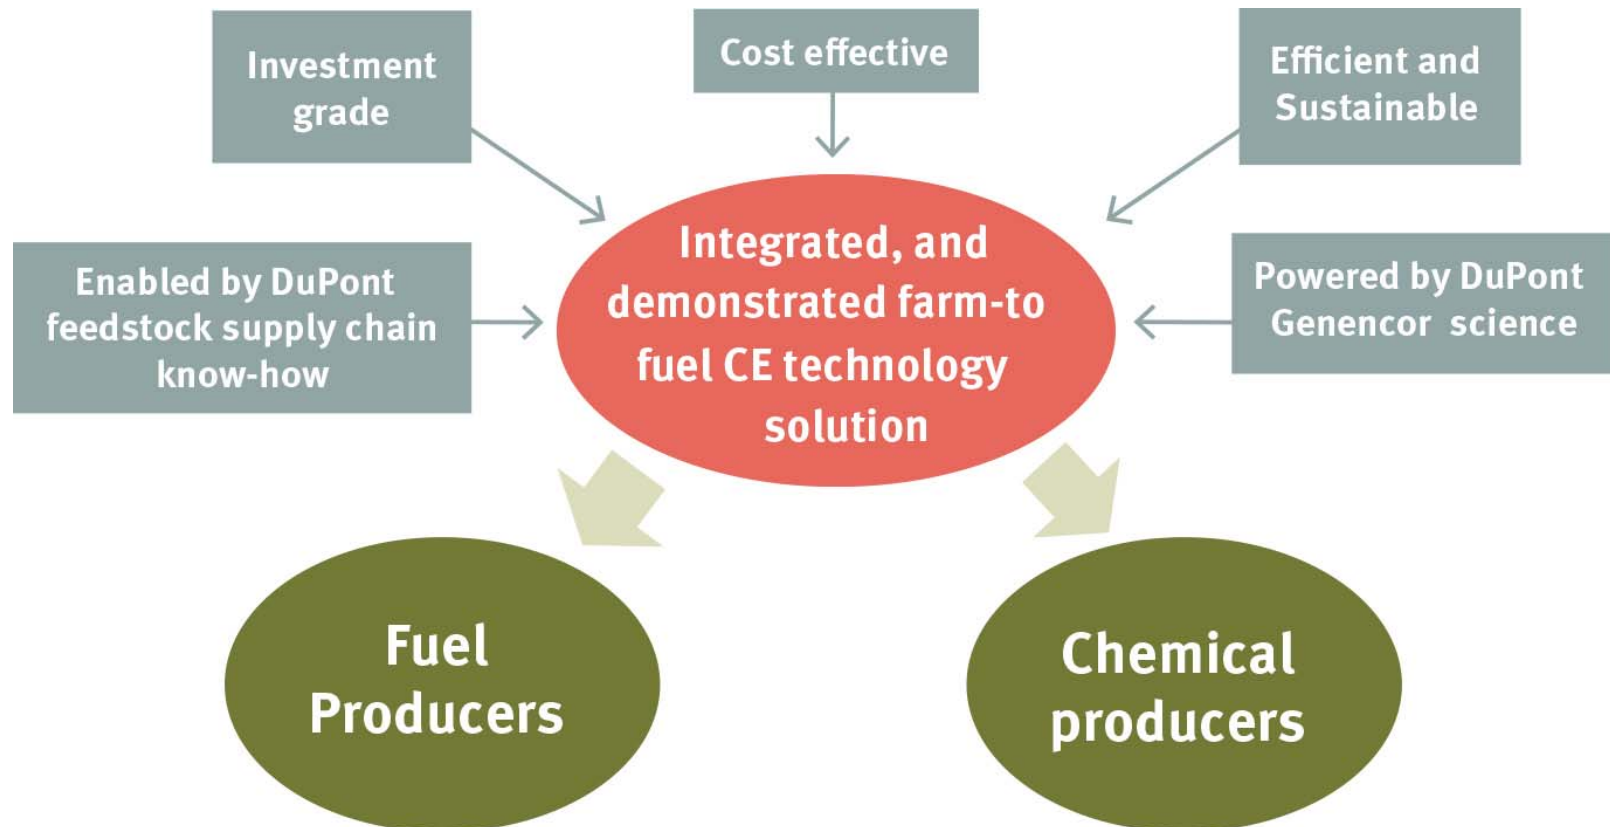 Investment
grade
Cost effective
Efficient and
Sustainable
Enabled by DuPont
feedstock supply chain
know-how
Integrated, and
demonstrated farm-to
fuel CE technology
solution
Powered by DuPont
Genencor science
Fuel
Producers
Chemical
producers